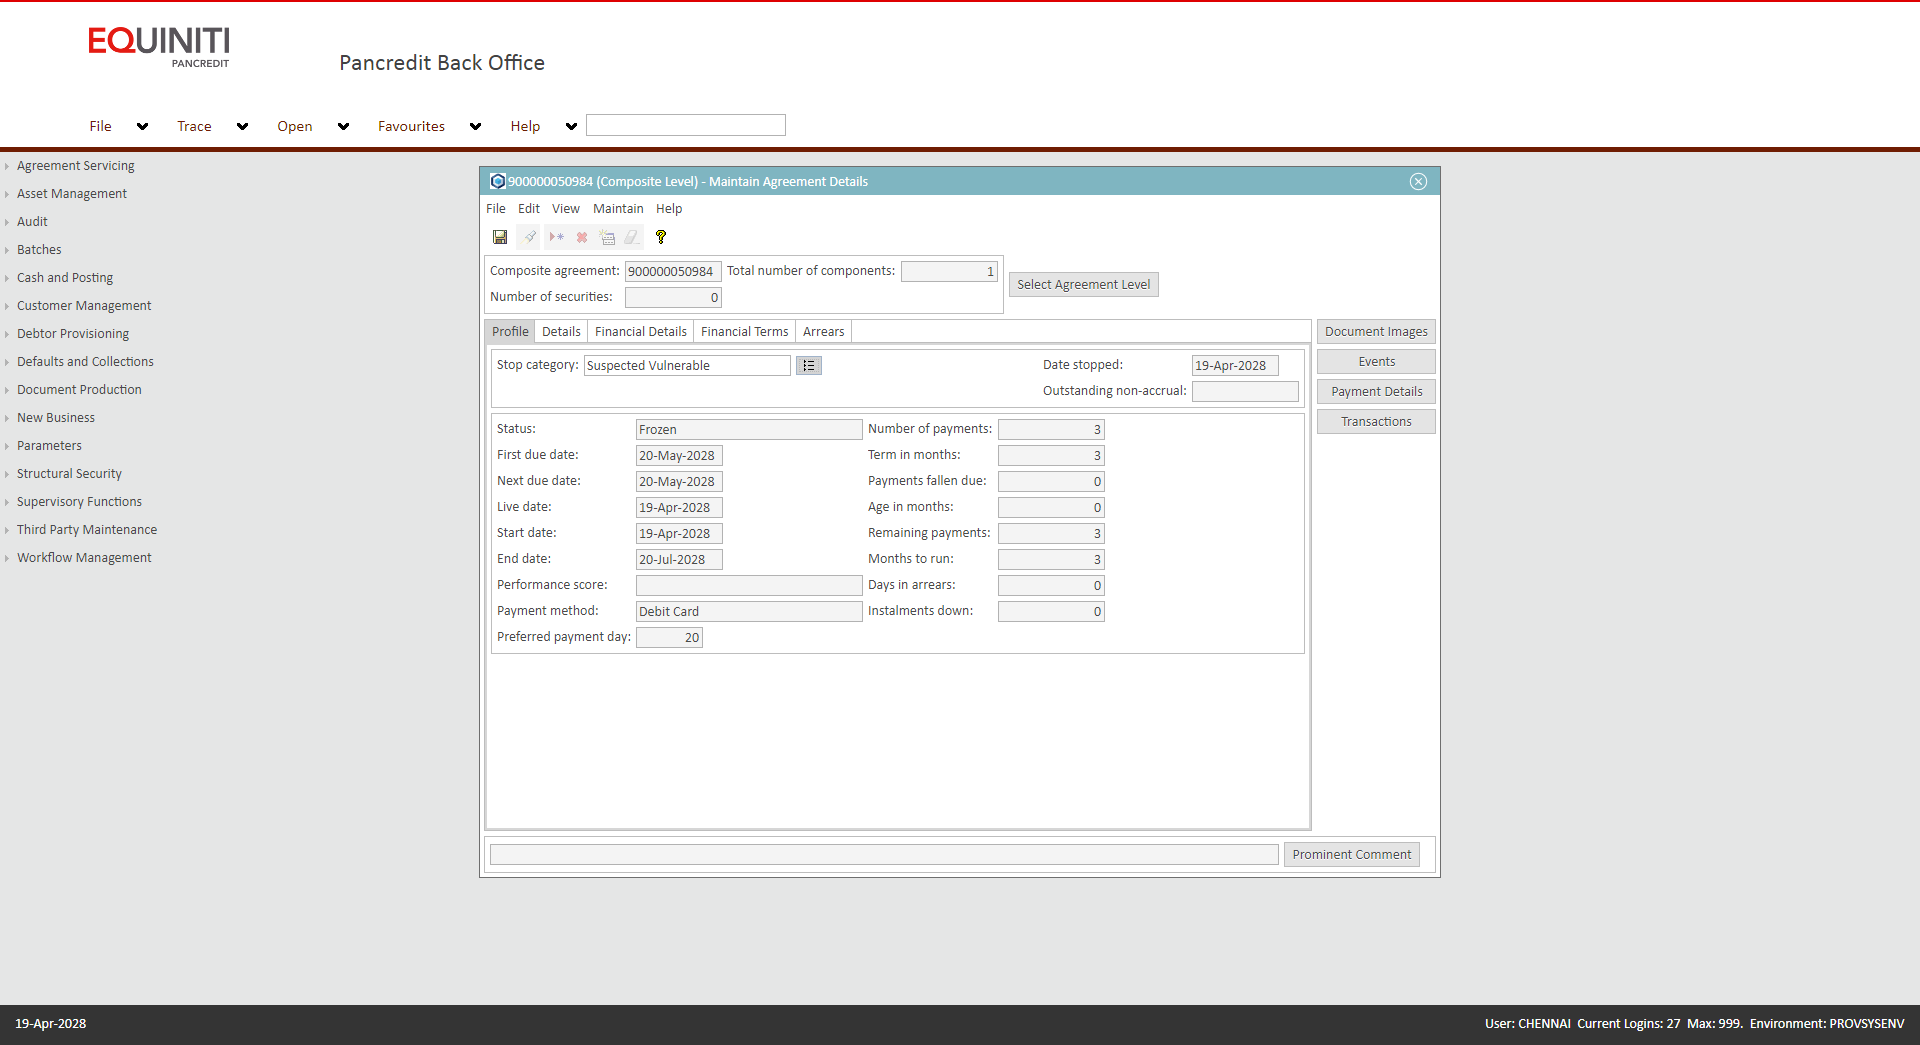 EQUINITI
PANCREDIT
Pancredit Back Office
File Trace Open Favourites Help
Agreement Servicing
Asset Management
Audit
Batches
Cash and Posting
Customer Management
Debtor Provisioning
Defaults and Collections
Document Production
New Business
Parameters
Structural Security
Supervisory Functions
Third Party Maintenance
Workflow Management
900000050984 (Composite Level) - Maintain Agreement Details
File Edit View Maintain Help
Composite agreement: 900000050984 Total number of components: 1
Number of securities: 0
Select Agreement Level
Profile Details Financial Details Financial Terms Arrears
Stop category: Suspected Vulnerable Date stopped: 19-Apr-2028
Outstanding non-accrual:
Status: Frozen Number of payments: 3
First due date: 20-May-2028 Term in months: 3
Next due date: 20-May-2028 Payments fallen due: 0
Live date: 19-Apr-2028 Age in months: 0
Start date: 19-Apr-2028 Remaining payments: 3
End date: 20-Jul-2028 Months to run: 3
Performance score: Days in arrears: 0
Payment method: Debit Card Instalments down: 0
Preferred payment day: 20
Document Images
Events
Payment Details
Transactions
Prominent Comment
19-Apr-2028
User: CHENNAI Current Logins: 27 Max: 999. Environment: PROVSYSENV